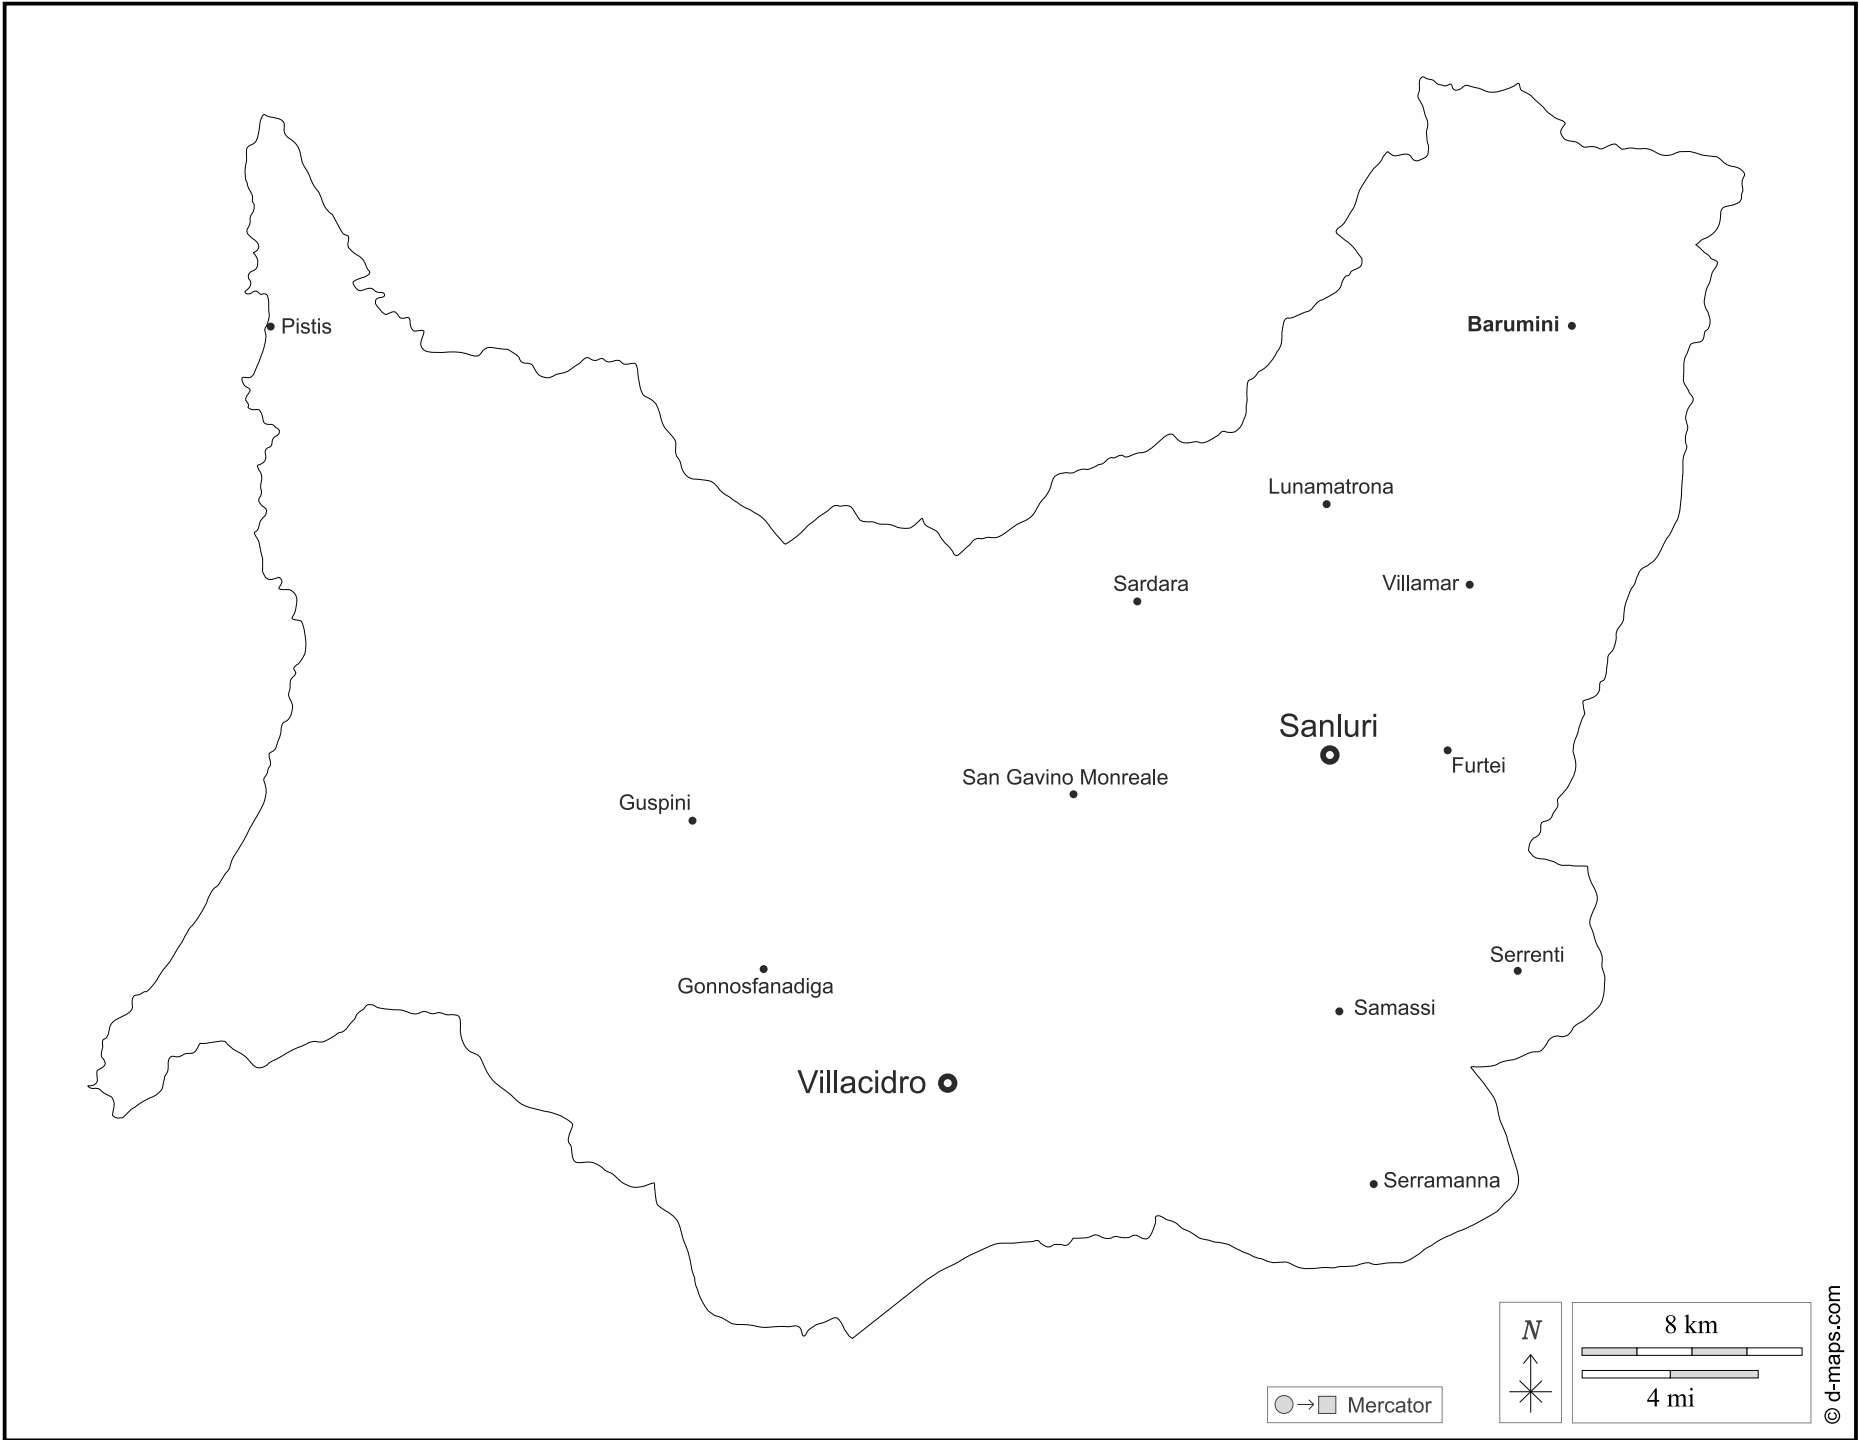 Pistis
Barumini
Lunamatrona
Sardara
Villamar
Sanluri
Furtei
San Gavino Monreale
Guspini
Serrenti
Gonnosfanadiga
Samassi
Villacidro
Serramanna
N
8 km
4 mi
Mercator
© d-maps.com